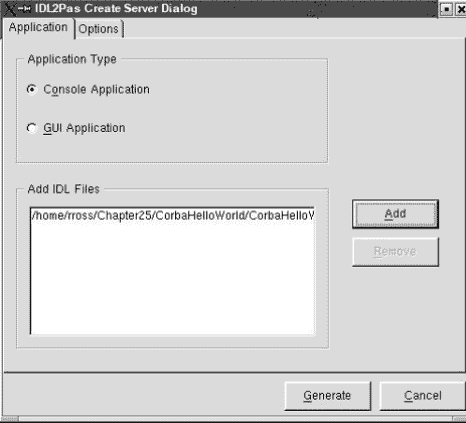 IDL2Pas Create Server Dialog
Application Options
Application Type
Console Application
GUI Application
Add IDL Files
/home/rross/Chapter25/CorbaHelloWorld/CorbaHelloW
Add
Remove
Generate Cancel